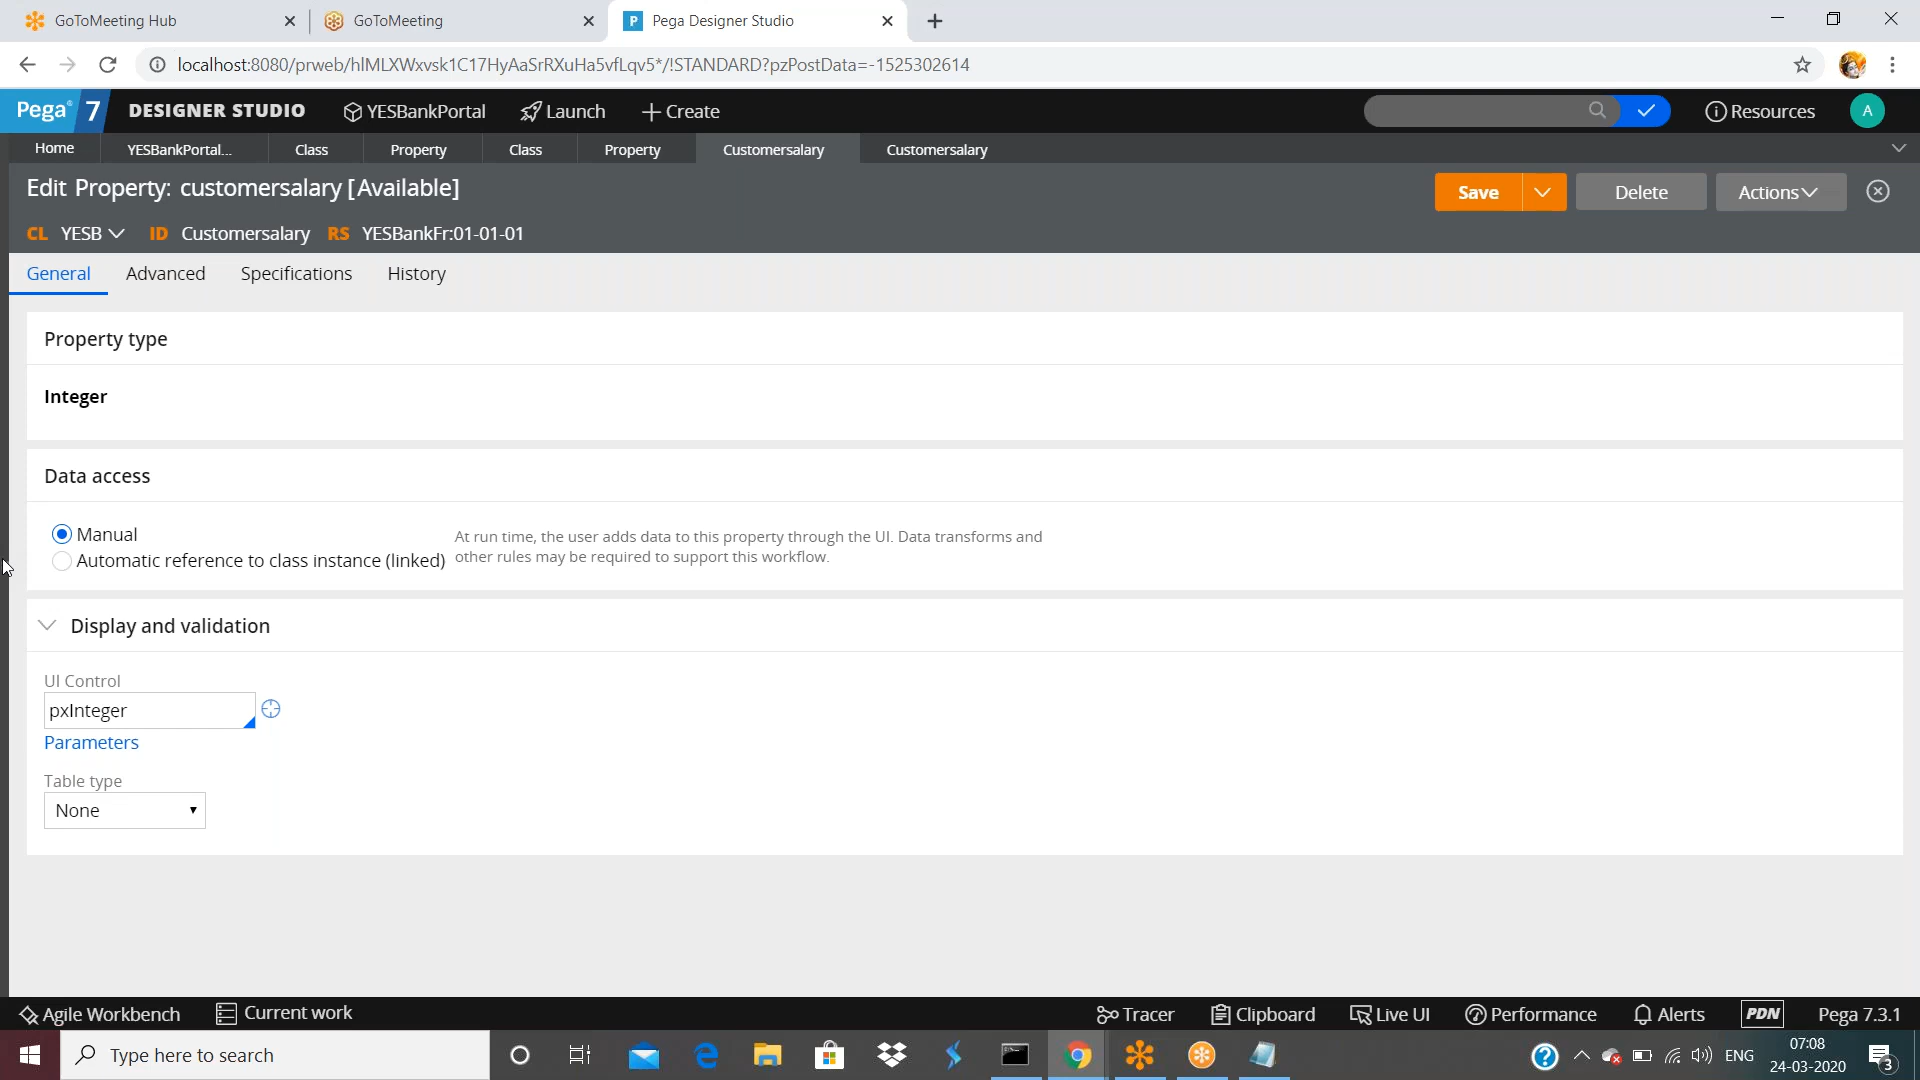 GoToMeeting Hub
GoToMeeting
P Pega Designer Studio
localhost:8080/prweb/hIMLXWxvsk1C17HyAaSrRXuHa5vfLqv5*/!STANDARD?pzPostData=-1525302614
Pega 7 DESIGNER STUDIO YESBankPortal Launch Create Resources A
Home YESBankPortal... Class Property Class Property Customersalary Customersalary
Edit Property: customersalary [Available]
Save Delete Actions
CL YESB ID Customersalary RS YESBankFr:01-01-01
General Advanced Specifications History
Property type
Integer
Data access
Manual
Automatic reference to class instance (linked)
At run time, the user adds data to this property through the UI. Data transforms and
other rules may be required to support this workflow.
Display and validation
UI Control
pxInteger
Parameters
Table type
None
Agile Workbench Current work Tracer Clipboard Live UI Performance Alerts PDN Pega 7.3.1
Type here to search
ENG
07:08
24-03-2020
3